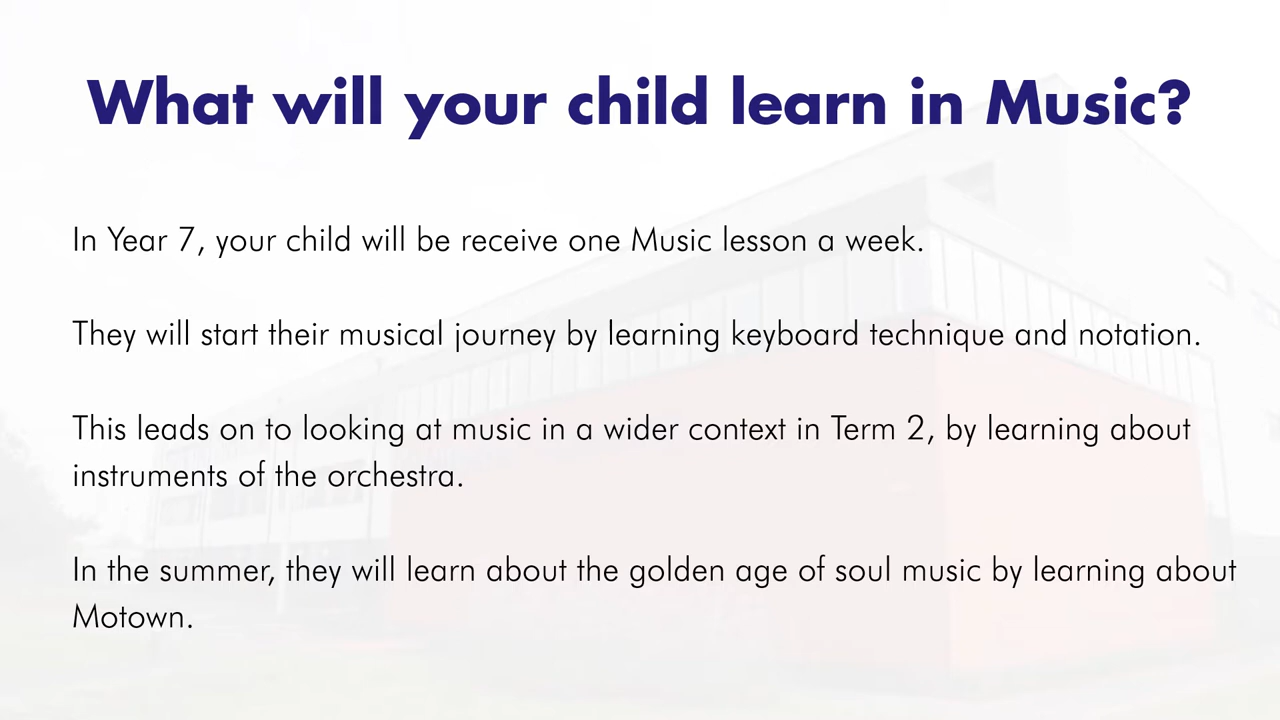 What will your child learn in Music?
In Year 7, your child will be receive one Music lesson a week.
They will start their musical journey by learning keyboard technique and notation.
This leads on to looking at music in a wider context in Term 2, by learning about
instruments of the orchestra.
In the summer, they will learn about the golden age of soul music by learning about
Motown.